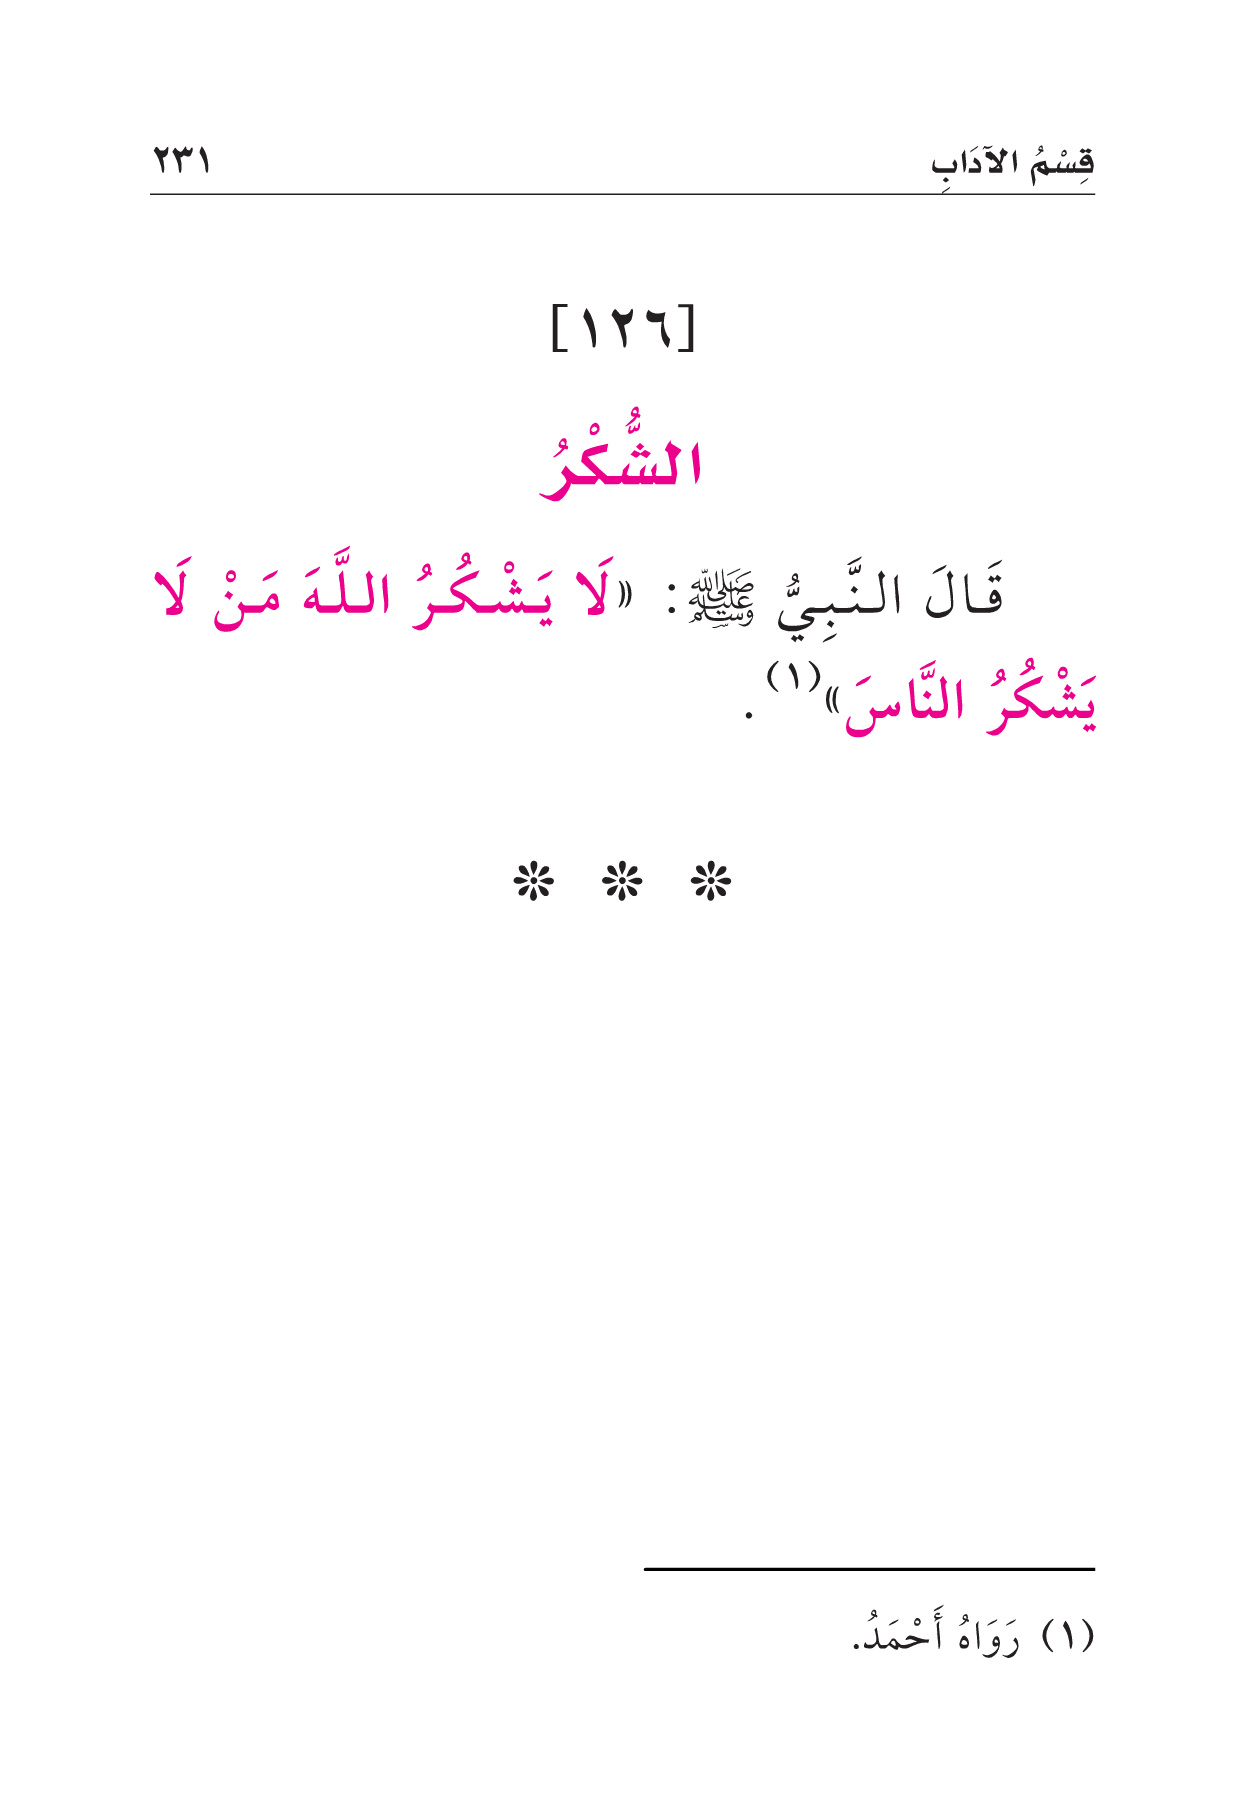 قِسْمُ الآدَابِ ٢٣١
[١٢٦]
الشُّكْرُ
قَالَ النَّبِيُّ ﷺ: «لَا يَشْكُرُ اللَّهَ مَنْ لَا
يَشْكُرُ النَّاسَ»(١).
❊ ❊ ❊
(١) رَوَاهُ أَحْمَدُ.